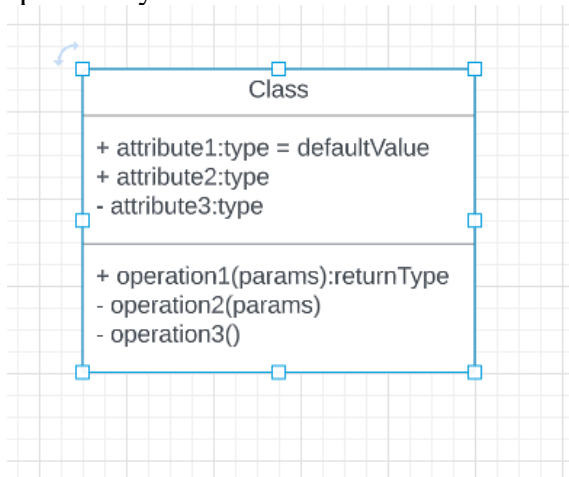 Class
+ attribute1:type = defaultValue
+ attribute2:type
- attribute3:type
+ operation1(params):returnType
- operation2(params)
- operation3()